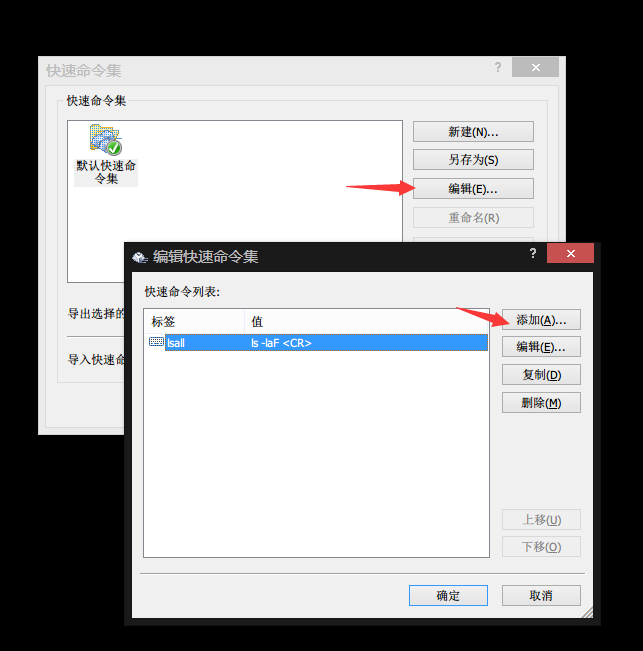 快速命令集
?
快速命令集
默认快速命
令集
新建(N)...
另存为(S)
编辑(E)...
重命名(R)
导出选择的
导入快速命
编辑快速命令集
?
快速命令列表:
标签 值
lsall ls -laF <CR>
添加(A)...
编辑(E)...
复制(D)
删除(M)
上移(U)
下移(O)
确定
取消